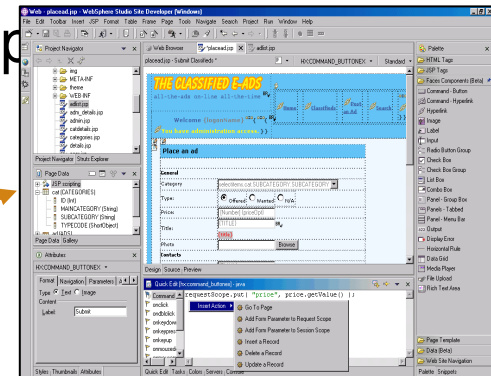 p
Web - placead.jsp - WebSphere Studio Site Developer (Windows)
File Edit Toolbar Insert JSP Format Table Frame Page Tools Navigate Search Project Run Window Help
Project Navigator
img
META-INF
theme
WEB-INF
adlist.jsp
adm_details.jsp
admin.jsp
catdetails.jsp
categories.jsp
details.jsp
Project Navigator Struts Explorer
Page Data
JSP scripting
cat (CATEGORIES)
ID (Int)
MAINCATEGORY (String)
SUBCATEGORY (String)
TYPECODE (ShortObject)
Page Data Gallery
Attributes
HX:COMMAND_BUTTONEX
Format Navigation Parameters
Type: Text Image
Content
Label: Submit
Styles Thumbnails Attributes
Web Browser *placead.jsp adlist.jsp
placead.jsp - Submit Classifieds* HX:COMMAND_BUTTONEX Standard
THE CLASSIFIED E-ADS
all-the-ads on-line all-the-time
Home Classifieds Post an Ad Search
Welcome {logonName}
You have administration access.
Place an ad
General
Category
Type: Offered Wanted N/A
Price:
Title: {TITLE}
{title}
Photo Browse
Contacts
Design Source Preview
Quick Edit [hx:command_buttonex] - java
Command
onclick
ondblclick
onkeydown
onkeypress
onkeyup
requestScope.put( "price", price.getValue() );
Insert Action
Go To Page
Add Form Parameter to Request Scope
Add Form Parameter to Session Scope
Insert a Record
Delete a Record
Update a Record
Quick Edit Tasks Colors Servers Console
Palette
HTML Tags
JSP Tags
Faces Components (Beta)
Command - Button
Command - Hyperlink
Hyperlink
Image
Label
Input
Radio Button Group
Check Box
Check Box Group
List Box
Combo Box
Panel - Group Box
Panels - Tabbed
Panel - Menu Bar
Output
Display Error
Horizontal Rule
Data Grid
Media Player
File Upload
Rich Text Area
Page Template
Data (Beta)
Web Site Navigation
Palette Snippets